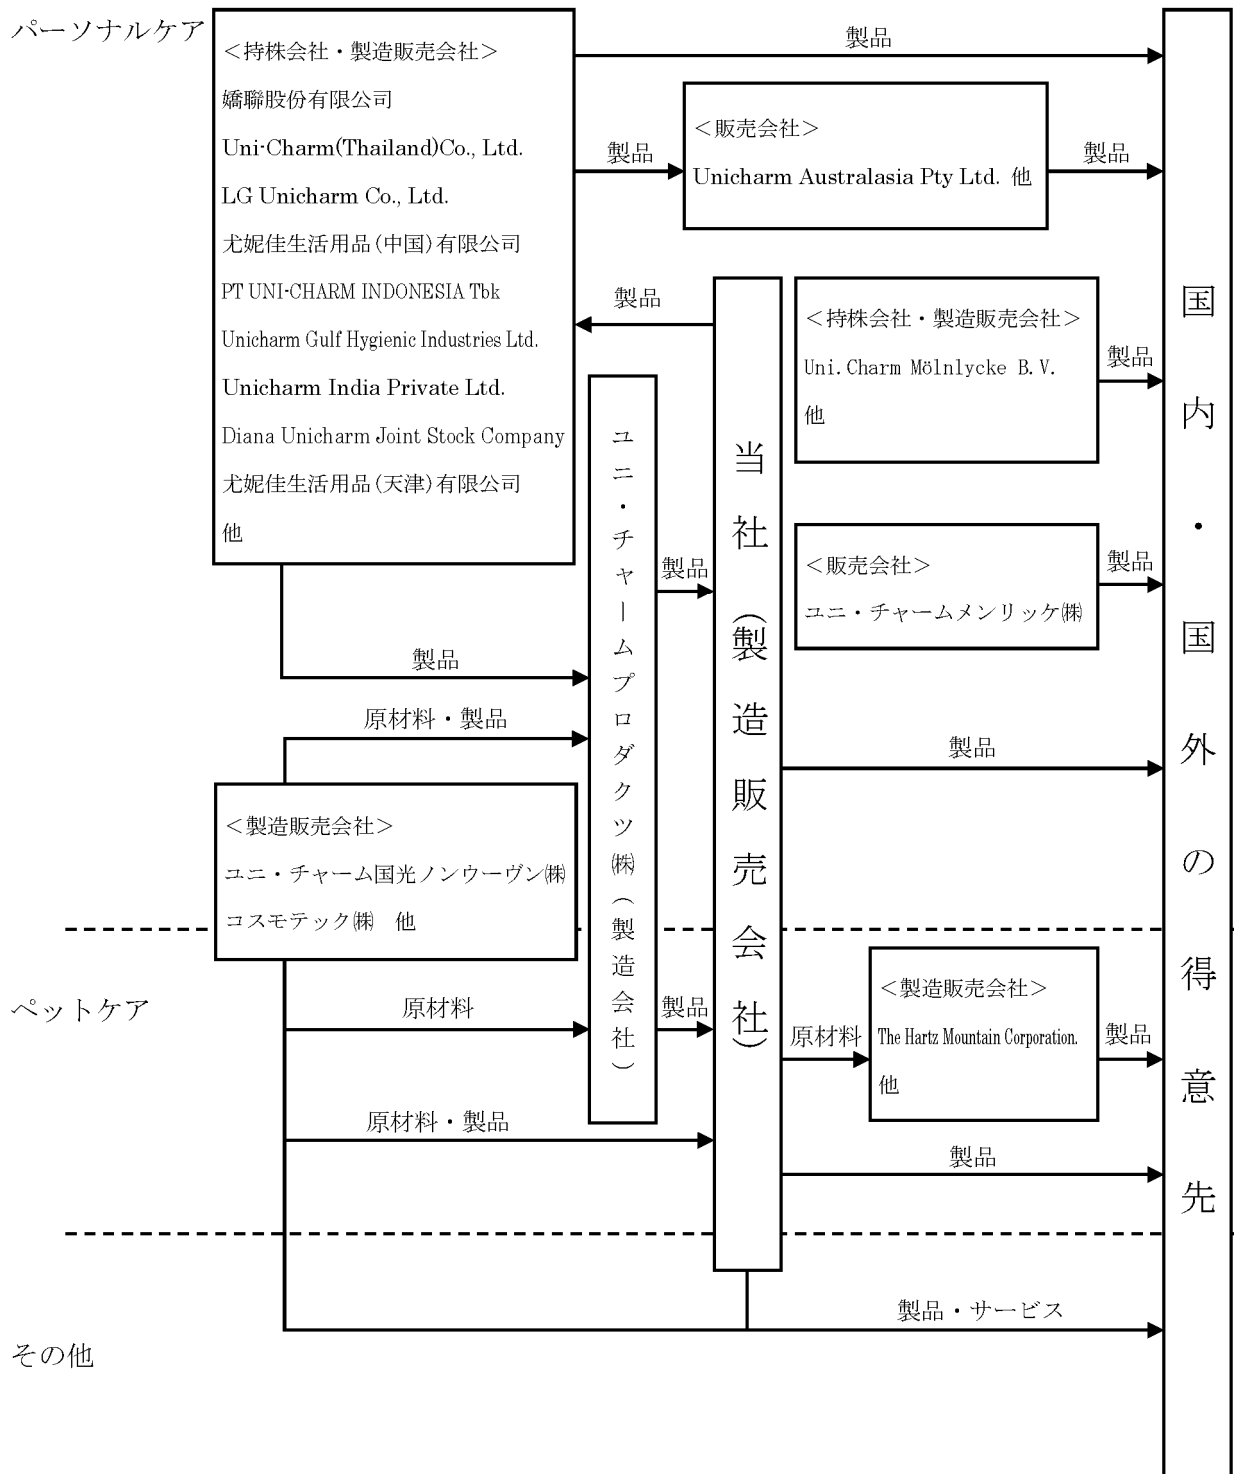 パーソナルケア
＜持株会社・製造販売会社＞
嬌聯股份有限公司
Uni-Charm(Thailand)Co., Ltd.
LG Unicharm Co., Ltd.
尤妮佳生活用品(中国)有限公司
PT UNI-CHARM INDONESIA Tbk
Unicharm Gulf Hygienic Industries Ltd.
Unicharm India Private Ltd.
Diana Unicharm Joint Stock Company
尤妮佳生活用品(天津)有限公司
他
製品
製品
＜販売会社＞
Unicharm Australasia Pty Ltd. 他
製品
製品
＜持株会社・製造販売会社＞
Uni.Charm Mölnlycke B.V.
他
製品
ユニ・チャームプロダクツ㈱（製造会社）
製品
当社（製造販売会社）
＜販売会社＞
ユニ・チャームメンリッケ㈱
製品
製品
原材料・製品
製品
＜製造販売会社＞
ユニ・チャーム国光ノンウーヴン㈱
コスモテック㈱　他
国内・国外の得意先
ペットケア
原材料
製品
原材料
＜製造販売会社＞
The Hartz Mountain Corporation.
他
製品
原材料・製品
製品
製品・サービス
その他